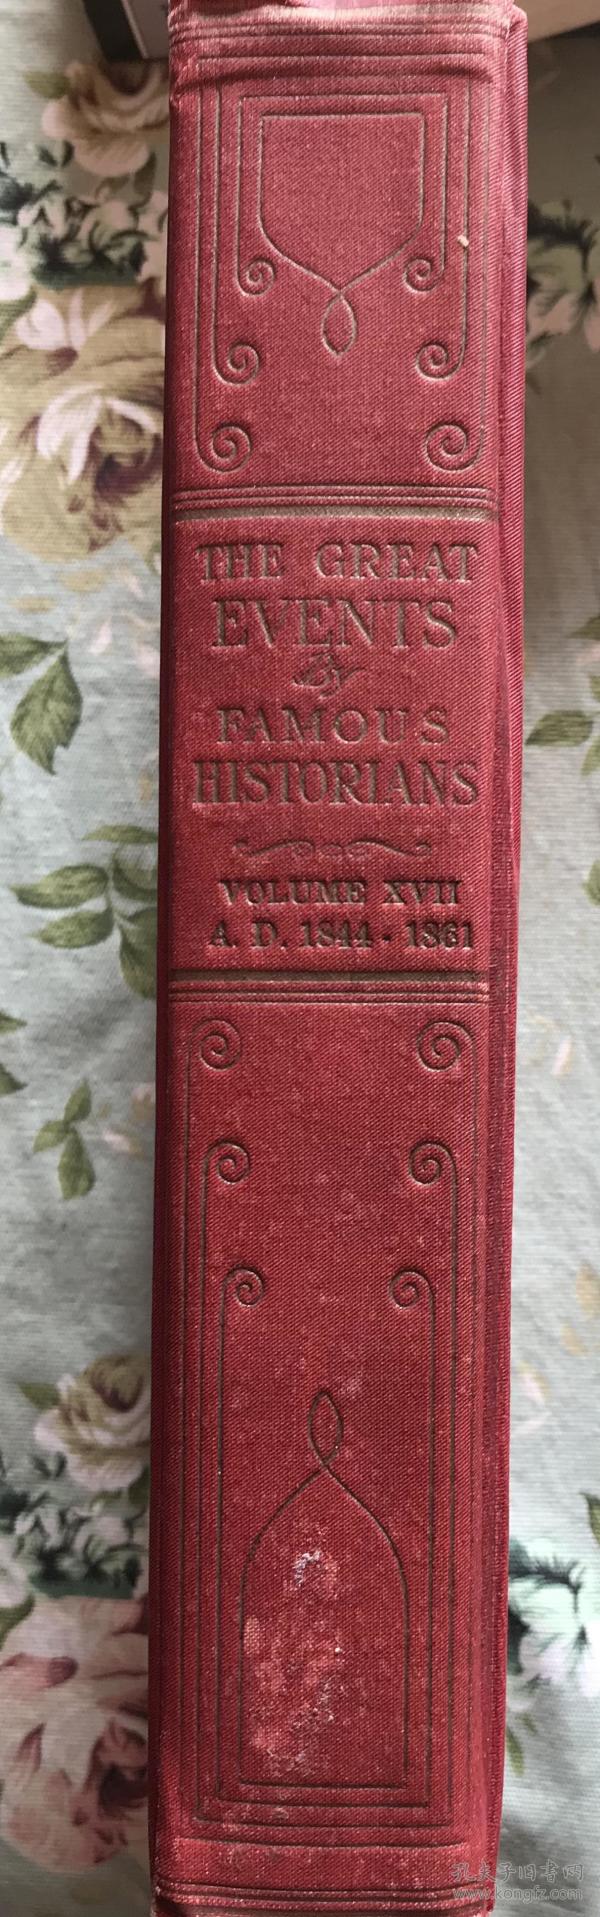 THE GREAT
EVENTS
By
FAMOUS
HISTORIANS
VOLUME XVII
A. D. 1844 - 1861
孔夫子旧书网
www.kongfz.com